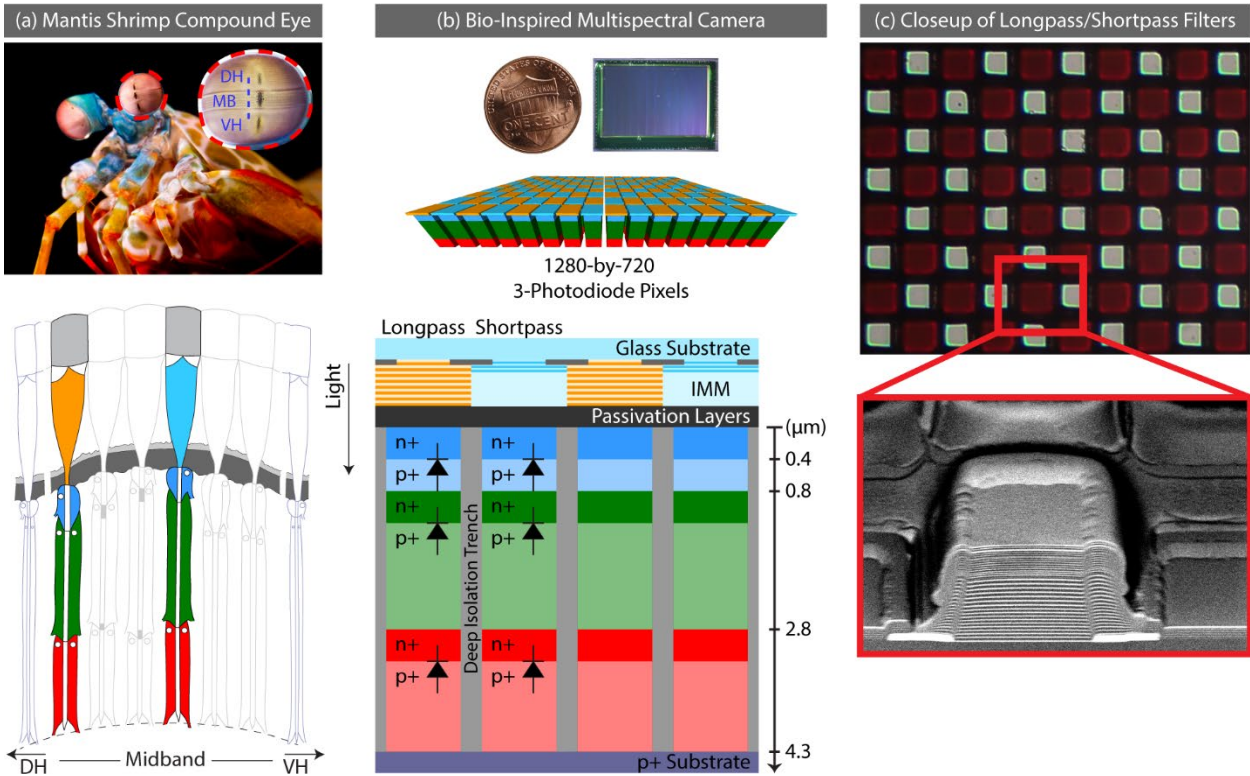 (a) Mantis Shrimp Compound Eye
DH
MB
VH
Light
DH
Midband
VH
(b) Bio-Inspired Multispectral Camera
UNITED STATES OF AMERICA
E PLURIBUS UNUM
ONE CENT
1280-by-720
3-Photodiode Pixels
Longpass Shortpass
Glass Substrate
IMM
Passivation Layers
(μm)
n+ n+
0.4
p+ p+
0.8
n+ n+
p+ p+
Deep Isolation Trench
2.8
n+ n+
p+ p+
4.3
p+ Substrate
(c) Closeup of Longpass/Shortpass Filters